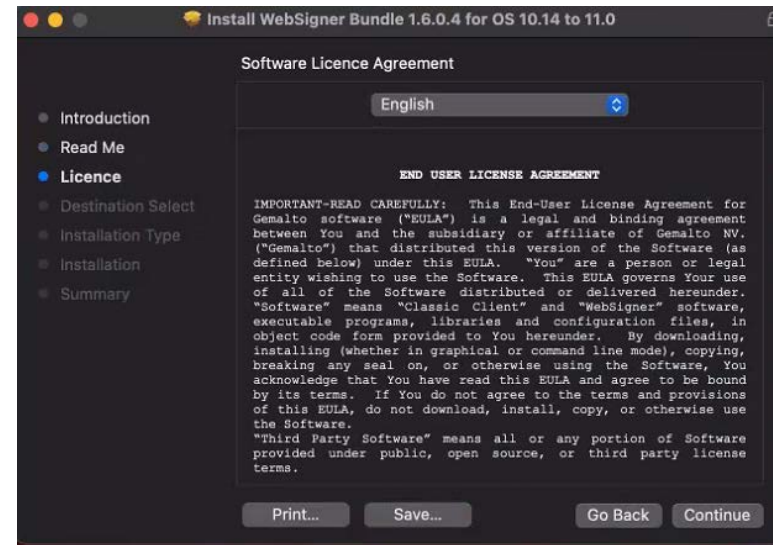 Install WebSigner Bundle 1.6.0.4 for OS 10.14 to 11.0
Software Licence Agreement
English
Introduction
Read Me
Licence
Destination Select
Installation Type
Installation
Summary
END USER LICENSE AGREEMENT
IMPORTANT-READ CAREFULLY: This End-User License Agreement for
Gemalto software ("EULA") is a legal and binding agreement
between You and the subsidiary or affiliate of Gemalto NV.
("Gemalto") that distributed this version of the Software (as
defined below) under this EULA. "You" are a person or legal
entity wishing to use the Software. This EULA governs Your use
of all of the Software distributed or delivered hereunder.
"Software" means "Classic Client" and "WebSigner" software,
executable programs, libraries and configuration files, in
object code form provided to You hereunder. By downloading,
installing (whether in graphical or command line mode), copying,
breaking any seal on, or otherwise using the Software, You
acknowledge that You have read this EULA and agree to be bound
by its terms. If You do not agree to the terms and provisions
of this EULA, do not download, install, copy, or otherwise use
the Software.
"Third Party Software" means all or any portion of Software
provided under public, open source, or third party license
terms.
Print...
Save...
Go Back
Continue